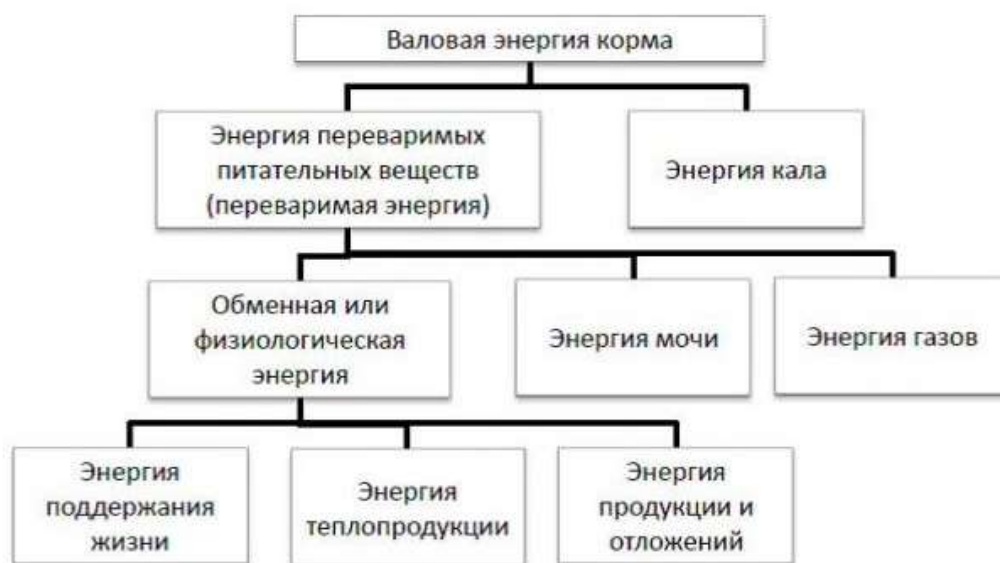 Валовая энергия корма
Энергия переваримых
питательных веществ
(переваримая энергия)
Энергия кала
Обменная или
физиологическая
энергия
Энергия мочи
Энергия газов
Энергия
поддержания
жизни
Энергия
теплопродукции
Энергия
продукции и
отложений